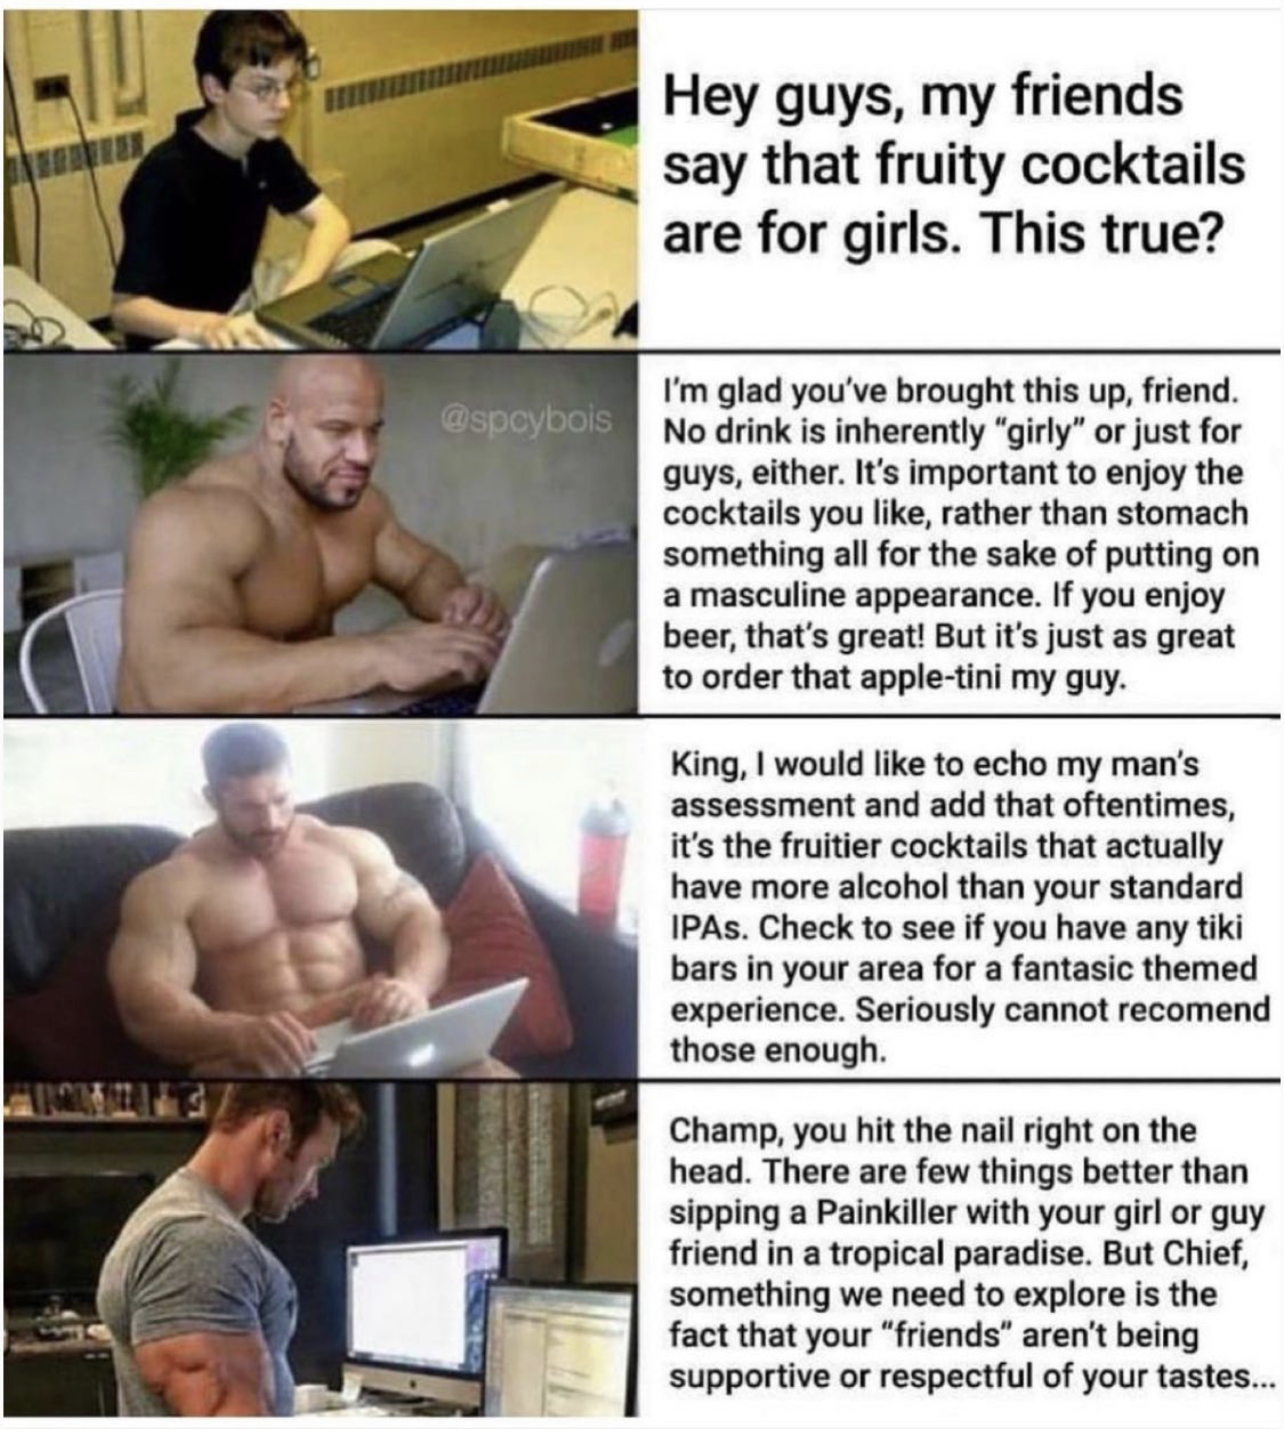 Hey guys, my friends
say that fruity cocktails
are for girls. This true?
@spcybois
I'm glad you've brought this up, friend.
No drink is inherently "girly" or just for
guys, either. It's important to enjoy the
cocktails you like, rather than stomach
something all for the sake of putting on
a masculine appearance. If you enjoy
beer, that's great! But it's just as great
to order that apple-tini my guy.
King, I would like to echo my man's
assessment and add that oftentimes,
it's the fruitier cocktails that actually
have more alcohol than your standard
IPAs. Check to see if you have any tiki
bars in your area for a fantasic themed
experience. Seriously cannot recomend
those enough.
Champ, you hit the nail right on the
head. There are few things better than
sipping a Painkiller with your girl or guy
friend in a tropical paradise. But Chief,
something we need to explore is the
fact that your "friends" aren't being
supportive or respectful of your tastes...